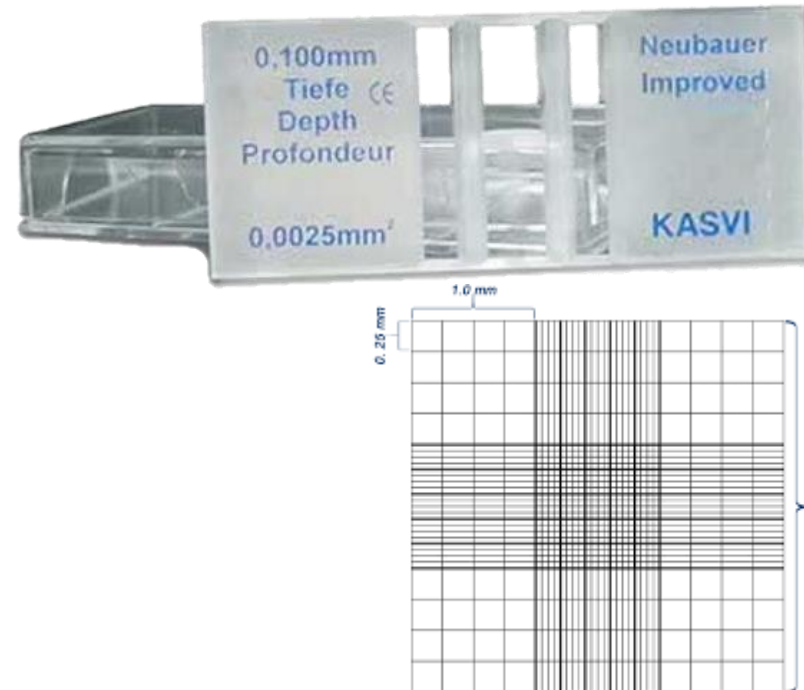 0,100mm
Tiefe CE
Depth
Profondeur
0,0025mm²
Neubauer
Improved
KASVI
1.0 mm
0.25 mm